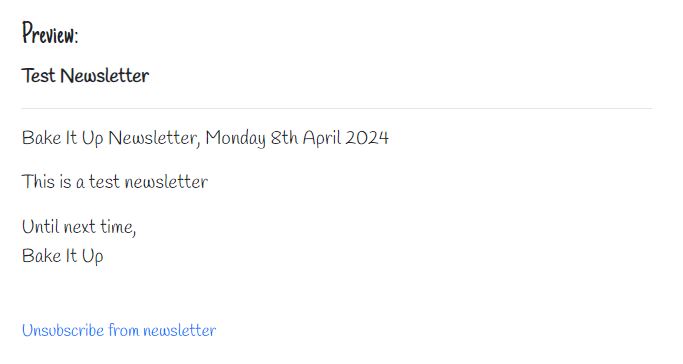 Preview:
Test Newsletter
Bake It Up Newsletter, Monday 8th April 2024
This is a test newsletter
Until next time,
Bake It Up
Unsubscribe from newsletter